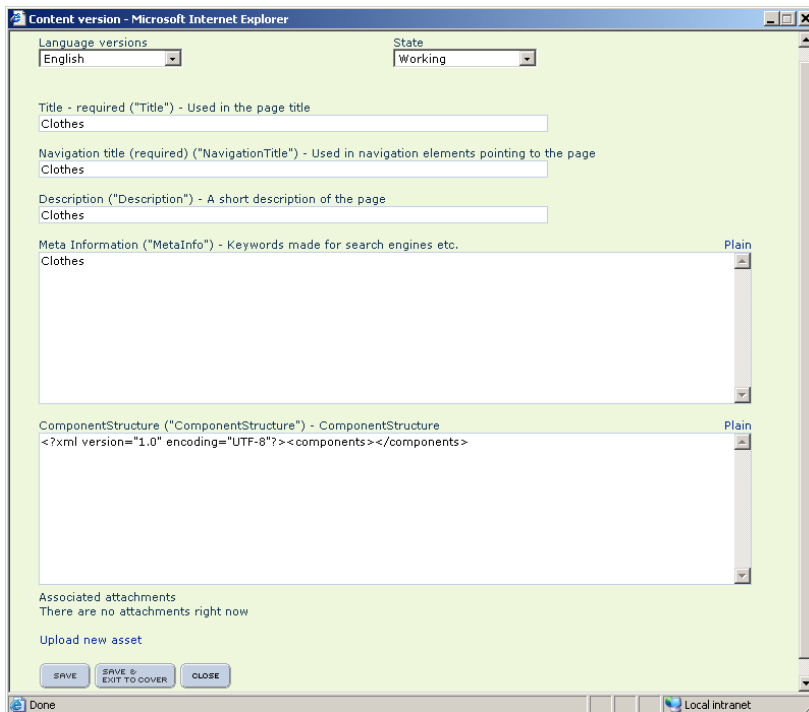 Content version - Microsoft Internet Explorer
Language versions State
English Working
Title - required ("Title") - Used in the page title
Clothes
Navigation title (required) ("NavigationTitle") - Used in navigation elements pointing to the page
Clothes
Description ("Description") - A short description of the page
Clothes
Meta Information ("MetaInfo") - Keywords made for search engines etc. Plain
Clothes
ComponentStructure ("ComponentStructure") - ComponentStructure Plain
<?xml version="1.0" encoding="UTF-8"?><components></components>
Associated attachments
There are no attachments right now
Upload new asset
SAVE SAVE & EXIT TO COVER CLOSE
Done Local intranet